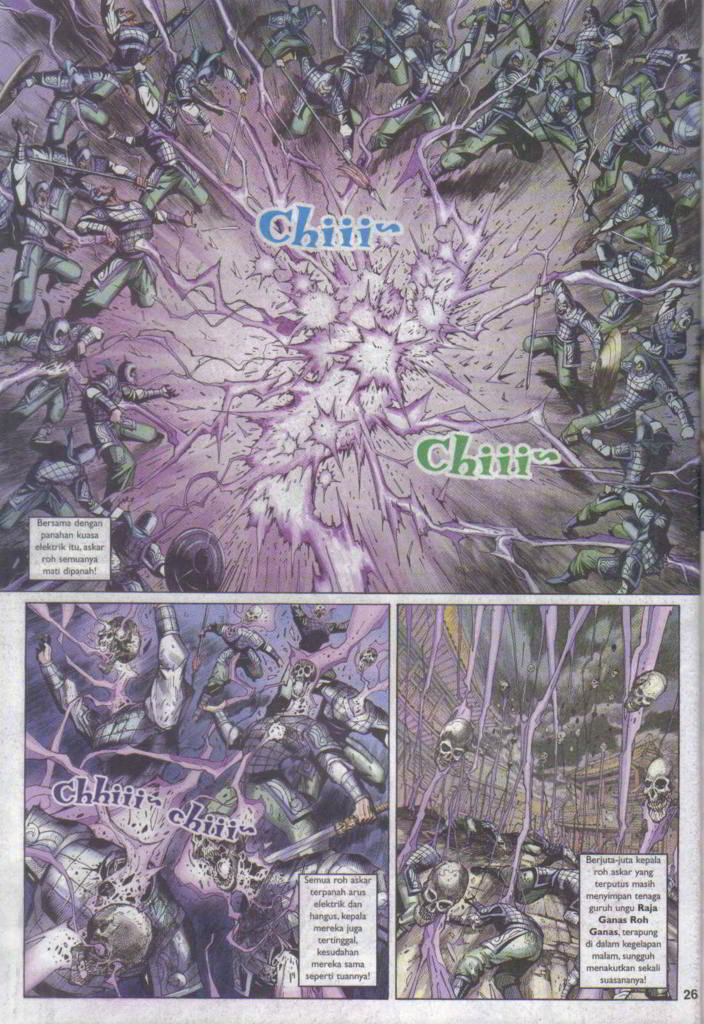 Chiii~
Chiii~
Bersama dengan
panahan kuasa
elektrik itu, askar
roh semuanya
mati dipanah!
Chhiii~ chiii~
Semua roh askar
terpanah arus
elektrik dan
hangus, kepala
mereka juga
tertinggal,
kesudahan
mereka sama
seperti tuannya!
Berjuta-juta kepala
roh askar yang
terputus masih
menyimpan tenaga
guruh ungu Raja
Ganas Roh
Ganas, terapung
di dalam kegelapan
malam, sungguh
menakutkan sekali
suasananya!
26